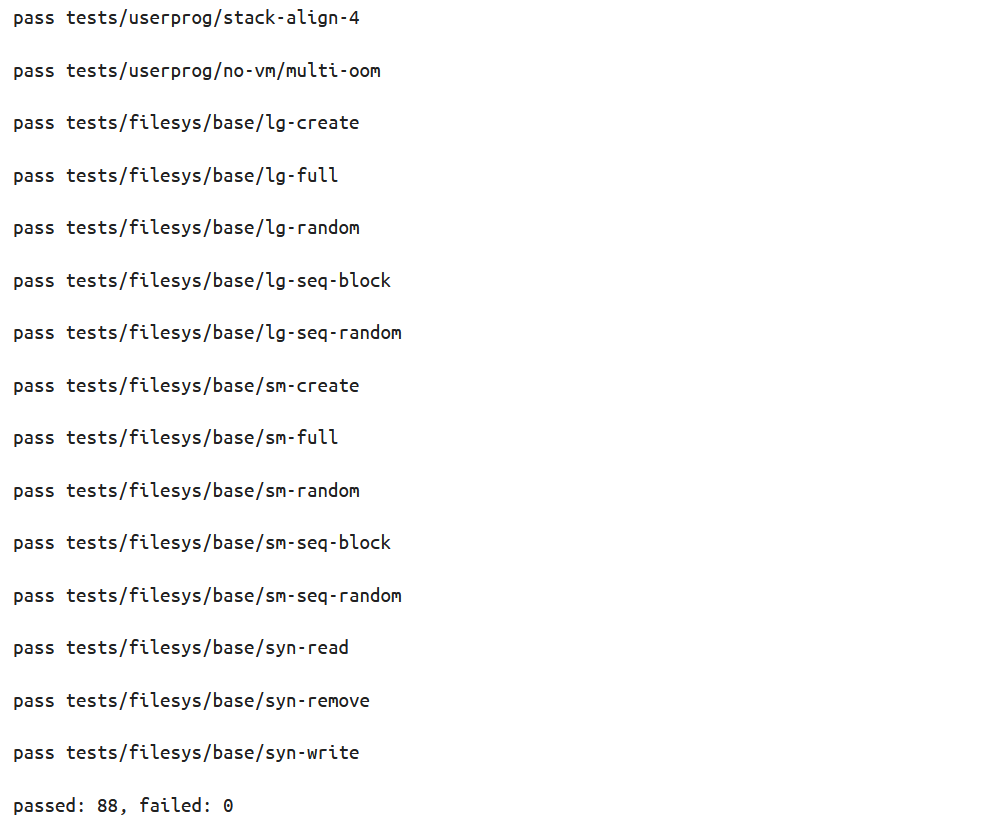 pass tests/userprog/stack-align-4
pass tests/userprog/no-vm/multi-oom
pass tests/filesys/base/lg-create
pass tests/filesys/base/lg-full
pass tests/filesys/base/lg-random
pass tests/filesys/base/lg-seq-block
pass tests/filesys/base/lg-seq-random
pass tests/filesys/base/sm-create
pass tests/filesys/base/sm-full
pass tests/filesys/base/sm-random
pass tests/filesys/base/sm-seq-block
pass tests/filesys/base/sm-seq-random
pass tests/filesys/base/syn-read
pass tests/filesys/base/syn-remove
pass tests/filesys/base/syn-write
passed: 88, failed: 0